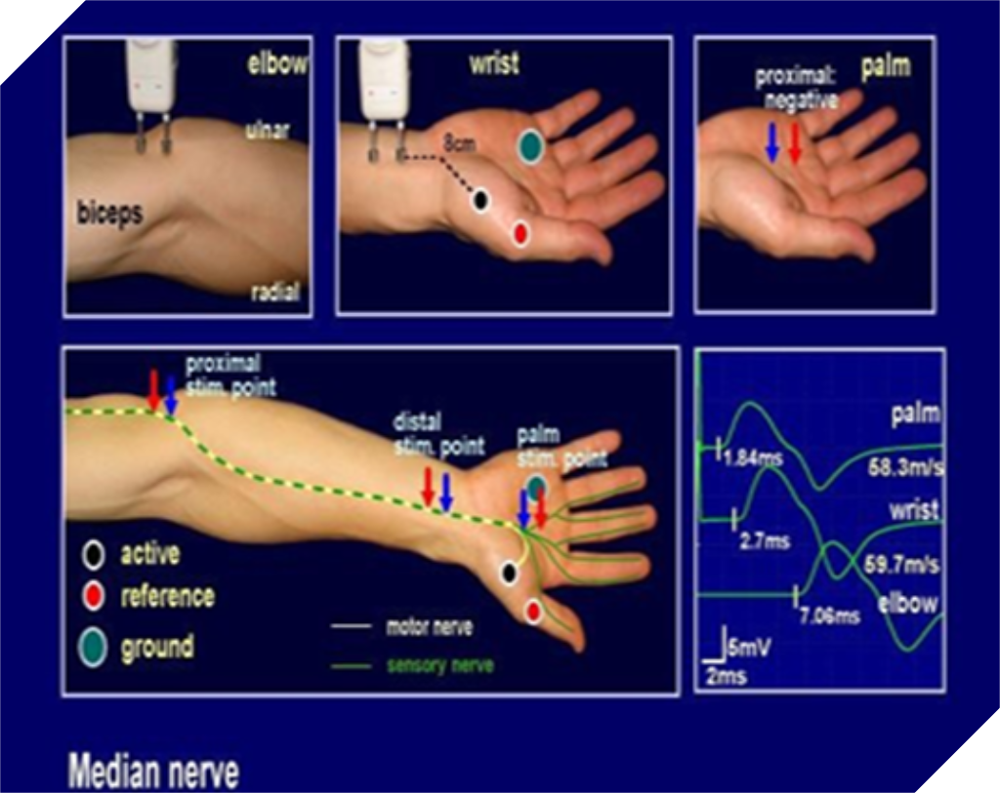 elbow
ulnar
biceps
radial
wrist
8cm
palm
proximal:
negative
proximal
stim. point
distal
stim. point
palm
stim. point
active
reference
ground
motor nerve
sensory nerve
palm
1.84ms
58.3m/s
wrist
2.7ms
59.7m/s
elbow
7.06ms
5mV
2ms
Median nerve